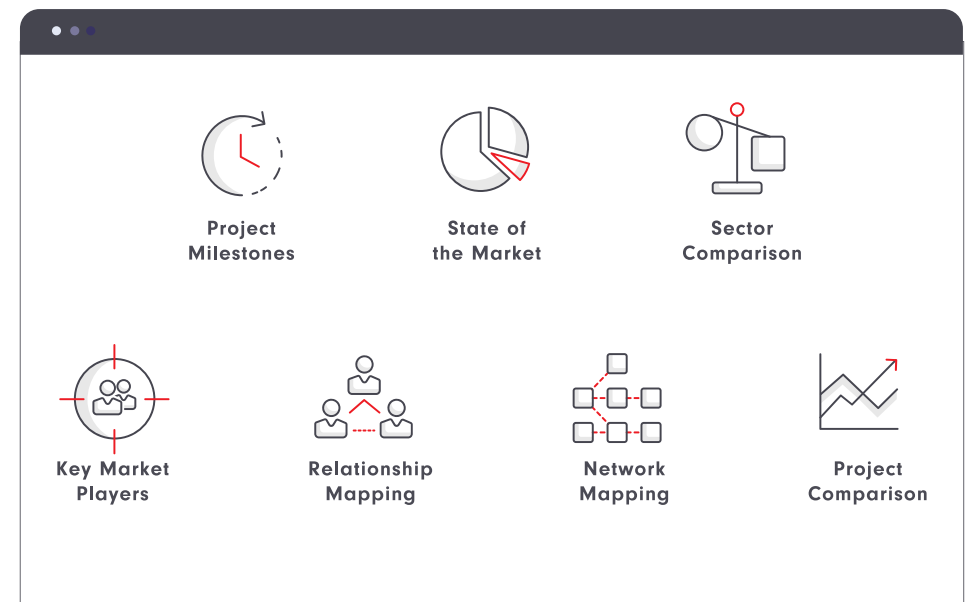 Project
Milestones
State of
the Market
Sector
Comparison
Key Market
Players
Relationship
Mapping
Network
Mapping
Project
Comparison